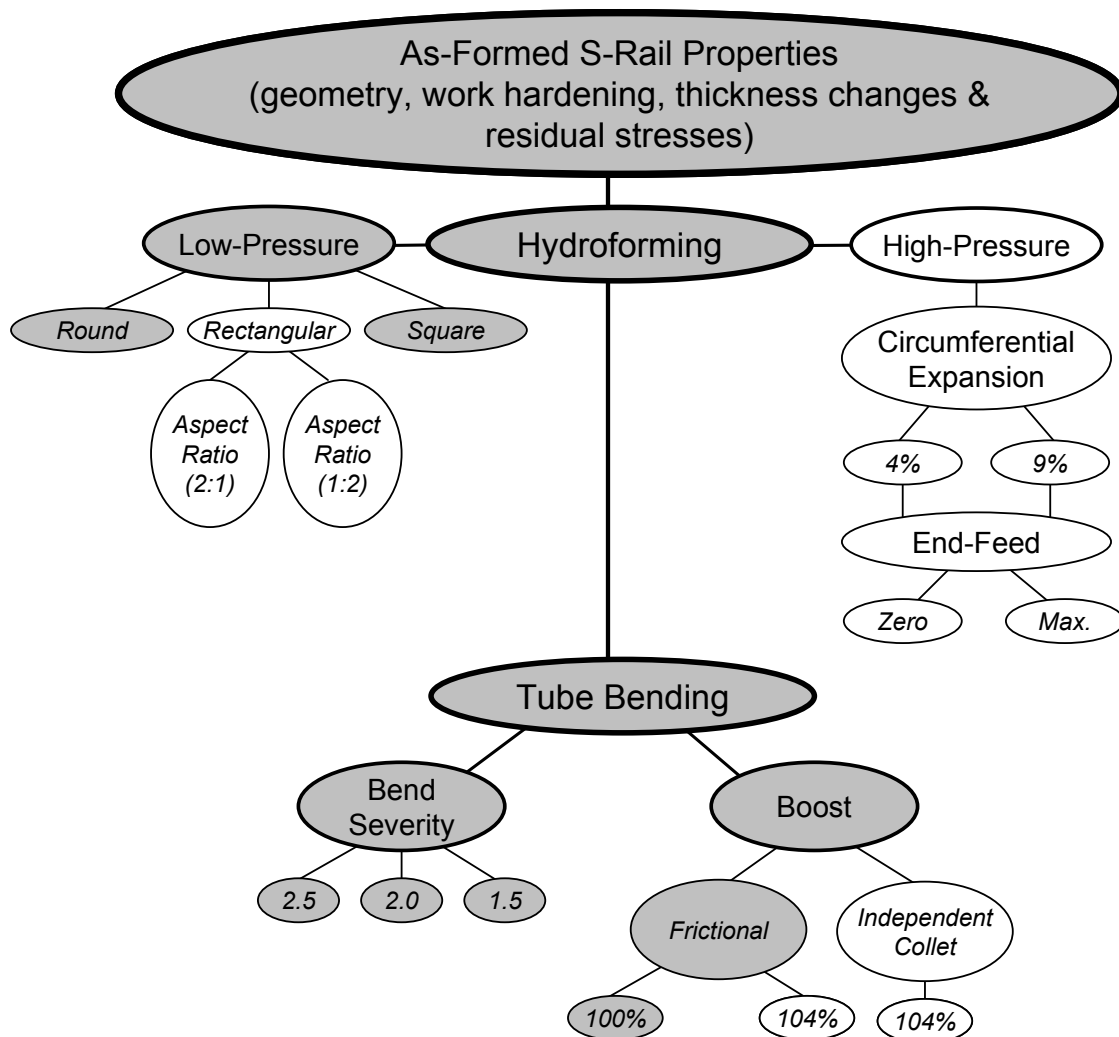 As-Formed S-Rail Properties
(geometry, work hardening, thickness changes &
residual stresses)
Low-Pressure
Hydroforming
High-Pressure
Round
Rectangular
Square
Circumferential
Expansion
Aspect
Ratio
(2:1)
Aspect
Ratio
(1:2)
4%
9%
End-Feed
Zero
Max.
Tube Bending
Bend
Severity
Boost
2.5
2.0
1.5
Frictional
Independent
Collet
100%
104%
104%